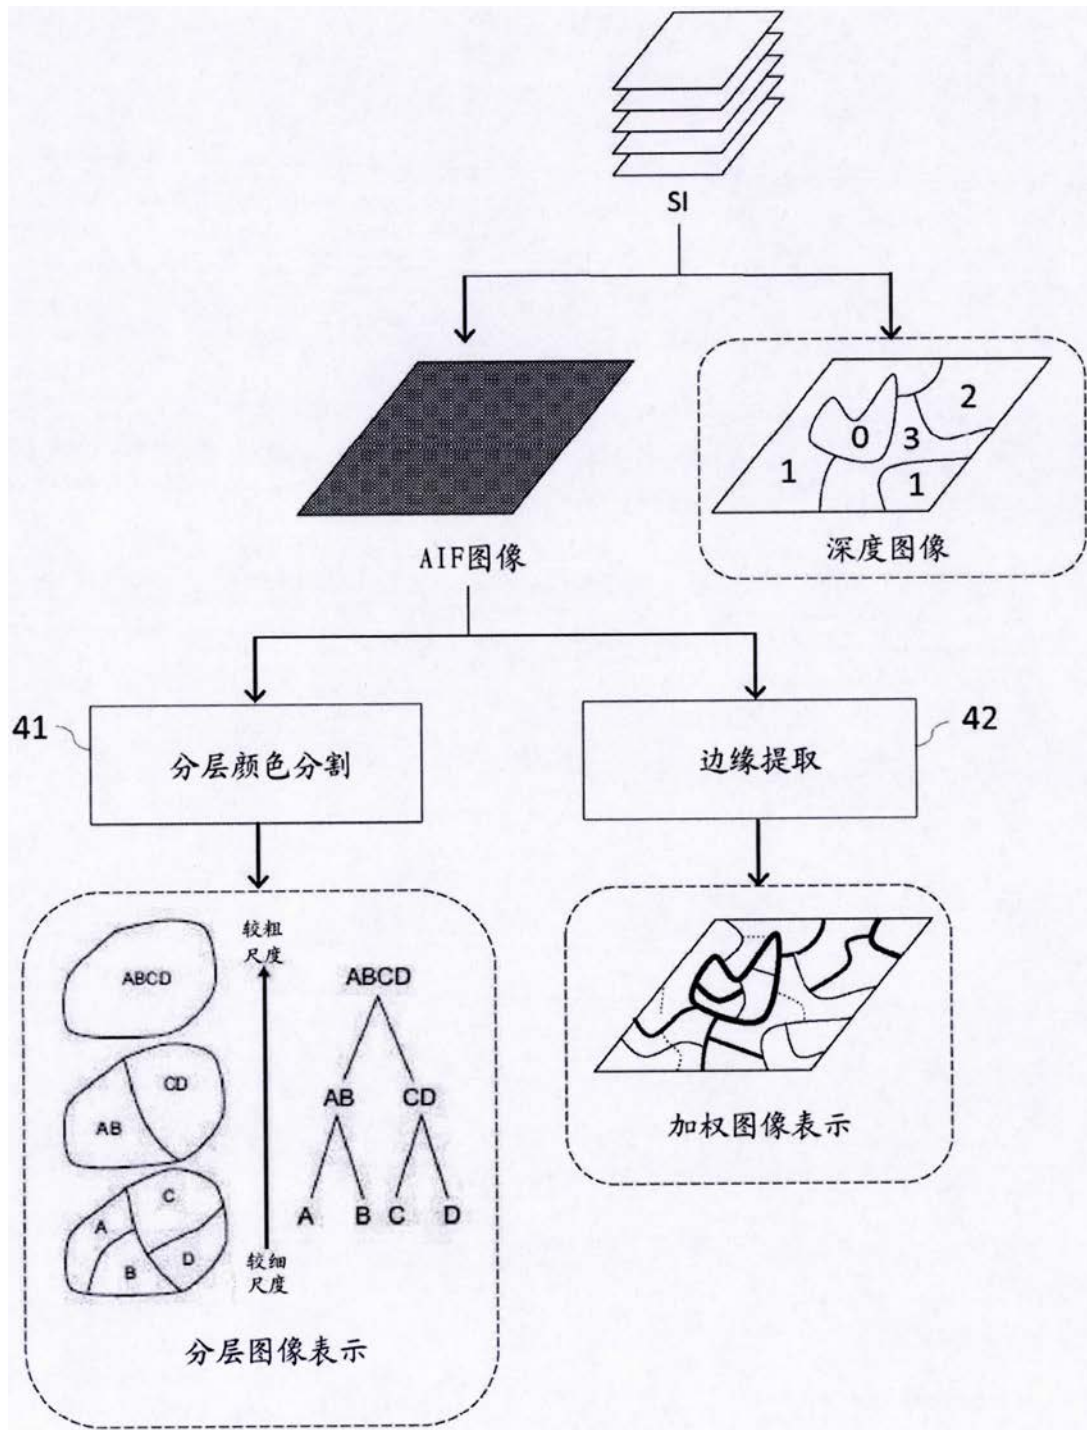 SI
2
0
3
1
1
深度图像
AIF图像
41
分层颜色分割
42
边缘提取
较粗
尺度
ABCD
ABCD
CD
AB
AB
CD
C
A
B
D
A
B
C
D
较细
尺度
分层图像表示
加权图像表示